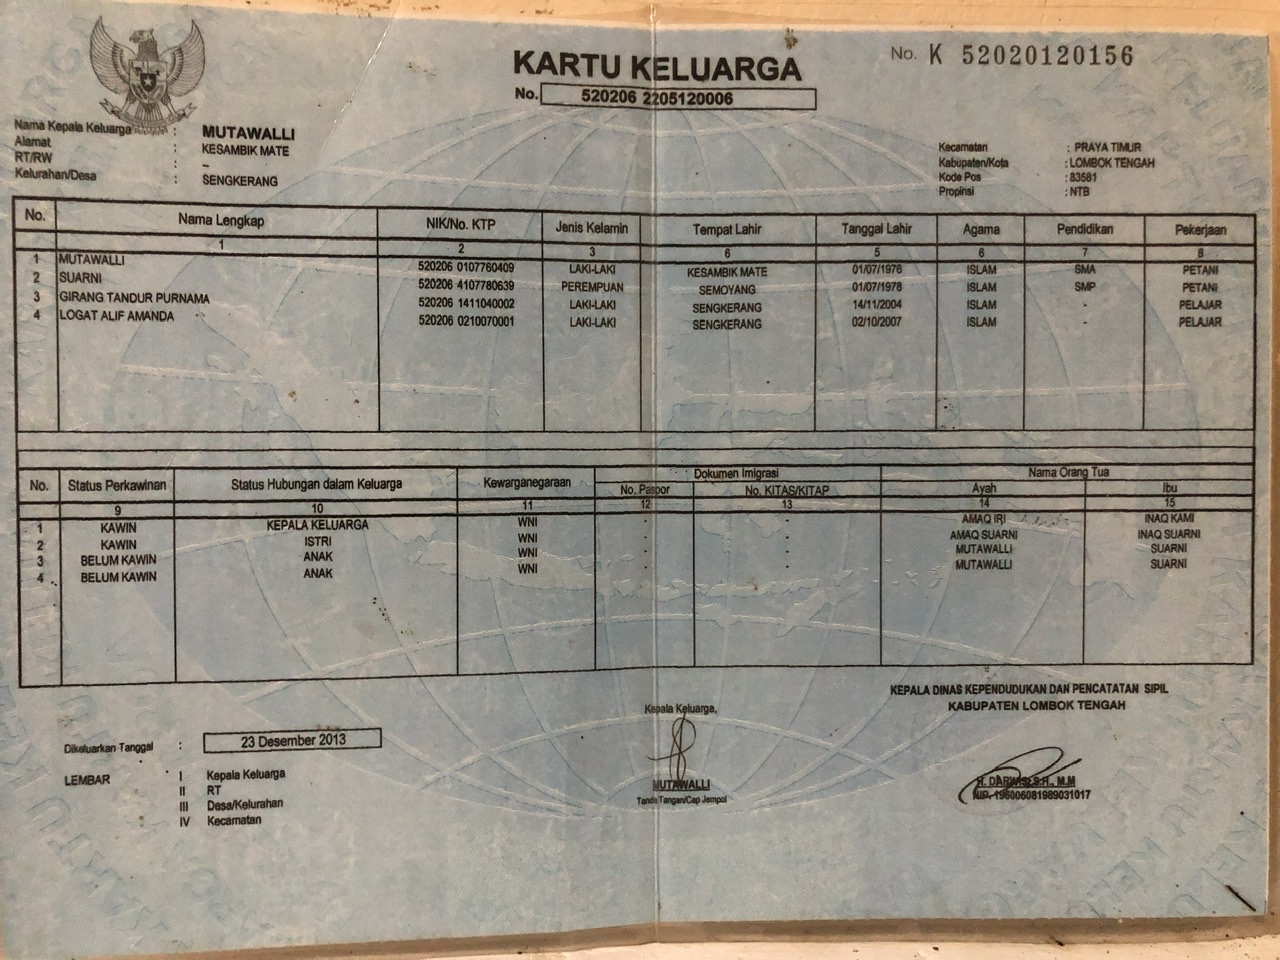 KARTU KELUARGA
No. 520206 2205120006
No. K 52020120156
Nama Kepala Keluarga : MUTAWALLI
Alamat : KESAMBIK MATE
RT/RW : –
Kelurahan/Desa : SENGKERANG
Kecamatan : PRAYA TIMUR
Kabupaten/Kota : LOMBOK TENGAH
Kode Pos : 83581
Propinsi : NTB
No. Nama Lengkap NIK/No. KTP Jenis Kelamin Tempat Lahir Tanggal Lahir Agama Pendidikan Pekerjaan
1 2 3 6 5 6 7 8
1 MUTAWALLI 520206 0107760409 LAKI-LAKI KESAMBIK MATE 01/07/1976 ISLAM SMA PETANI
2 SUARNI 520206 4107780639 PEREMPUAN SEMOYANG 01/07/1978 ISLAM SMP PETANI
3 GIRANG TANDUR PURNAMA 520206 1411040002 LAKI-LAKI SENGKERANG 14/11/2004 ISLAM - PELAJAR
4 LOGAT ALIF AMANDA 520206 0210070001 LAKI-LAKI SENGKERANG 02/10/2007 ISLAM - PELAJAR
No. Status Perkawinan Status Hubungan dalam Keluarga Kewarganegaraan Dokumen Imigrasi Nama Orang Tua
No. Paspor No. KITAS/KITAP Ayah Ibu
9 10 11 12 13 14 15
1 KAWIN KEPALA KELUARGA WNI - - AMAQ IRI INAQ KAMI
2 KAWIN ISTRI WNI - - AMAQ SUARNI INAQ SUARNI
3 BELUM KAWIN ANAK WNI - - MUTAWALLI SUARNI
4 BELUM KAWIN ANAK WNI - - MUTAWALLI SUARNI
Dikeluarkan Tanggal : 23 Desember 2013
LEMBAR I Kepala Keluarga
II RT
III Desa/Kelurahan
IV Kecamatan
Kepala Keluarga,
MUTAWALLI
Tanda Tangan/Cap Jempol
KEPALA DINAS KEPENDUDUKAN DAN PENCATATAN SIPIL
KABUPATEN LOMBOK TENGAH
H. DARWIS, S.H., M.M
NIP. 196006081989031017